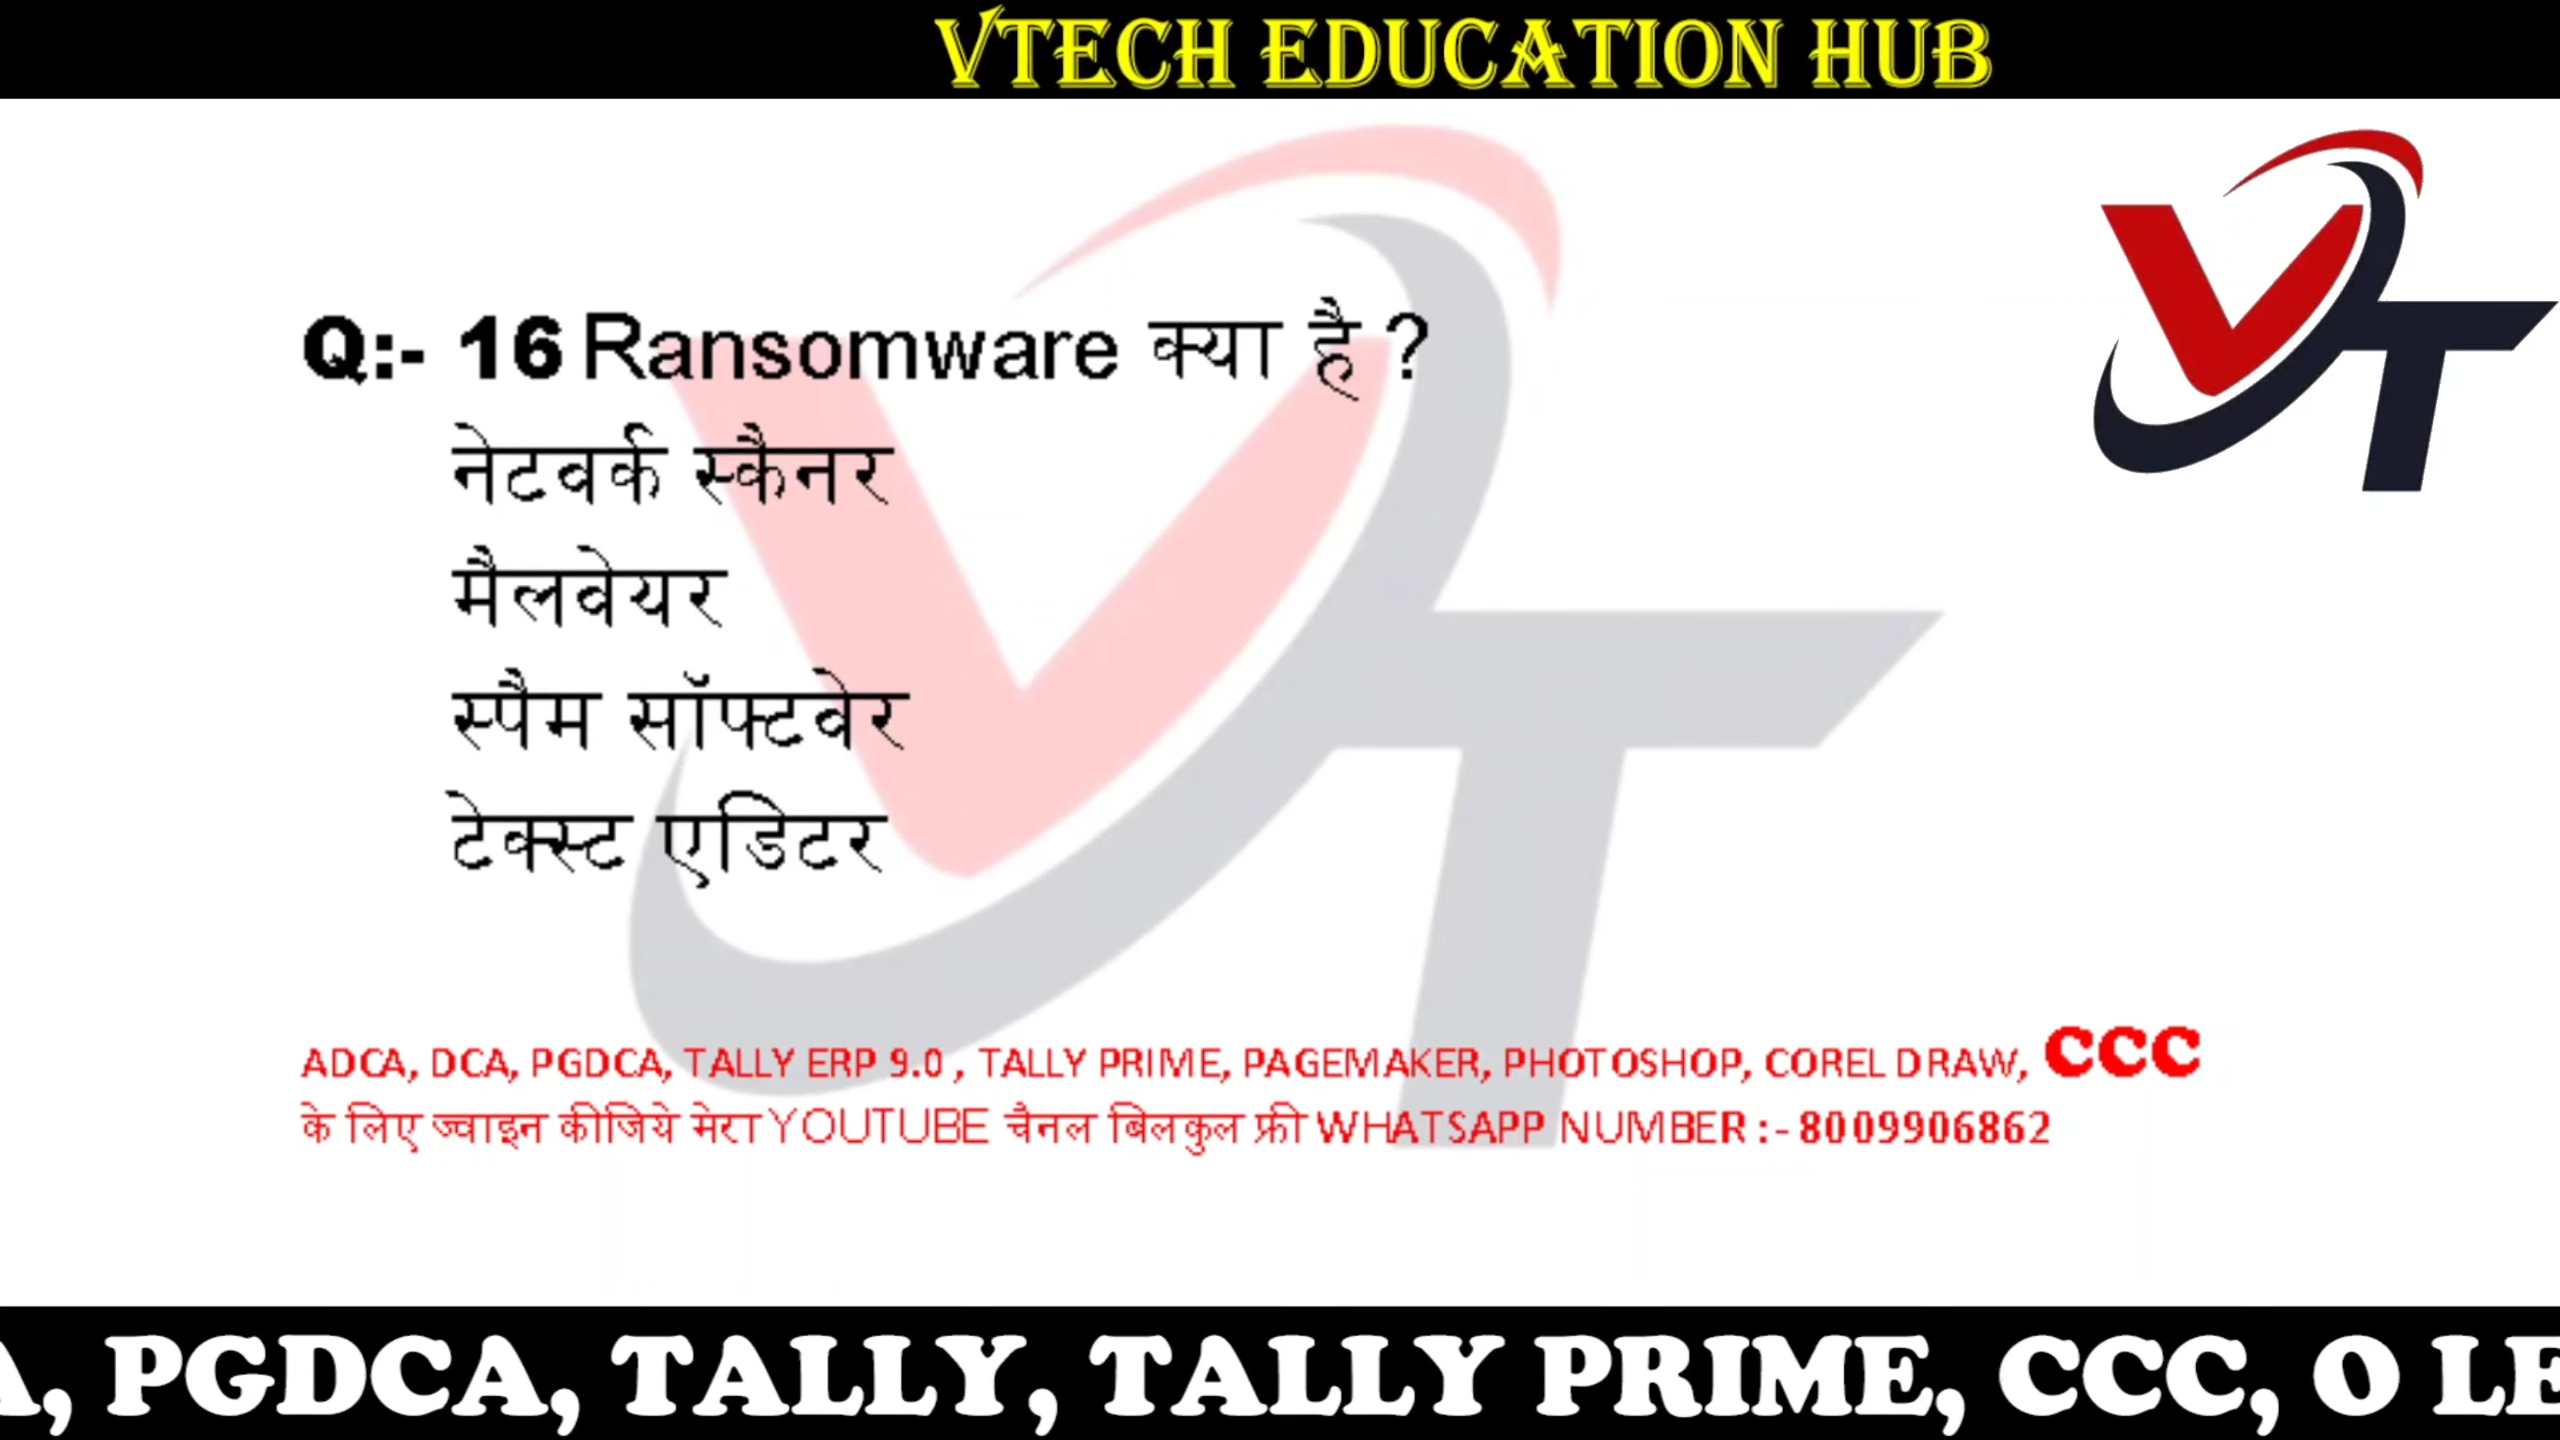 VTECH EDUCATION HUB
VT
Q:- 16 Ransomware क्या है ?
नेटवर्क स्कैनर
मैलवेयर
स्पैम सॉफ्टवेर
टेक्स्ट एडिटर
ADCA, DCA, PGDCA, TALLY ERP 9.0 , TALLY PRIME, PAGEMAKER, PHOTOSHOP, COREL DRAW, CCC
के लिए ज्वाइन कीजिये मेरा YOUTUBE चैनल बिलकुल फ्री WHATSAPP NUMBER :- 8009906862
A, PGDCA, TALLY, TALLY PRIME, CCC, O LE